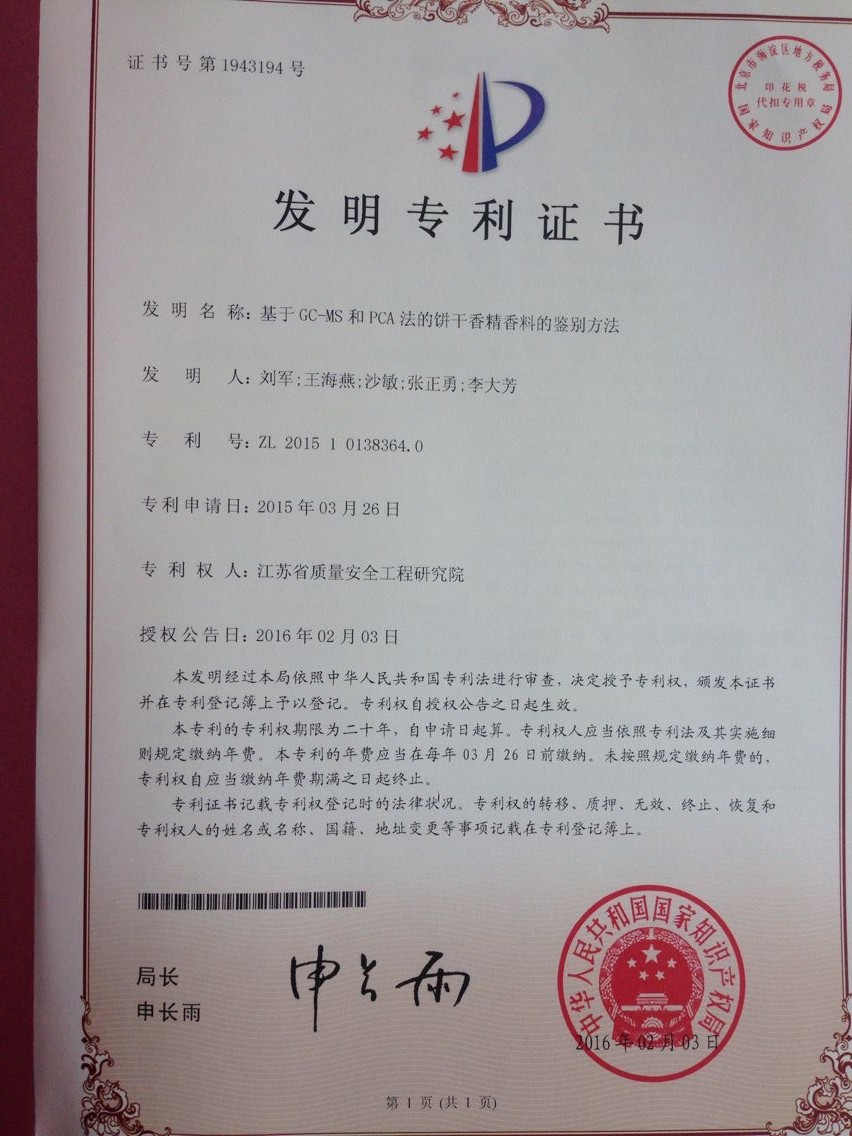 证书号第1943194号
北京市海淀区地方税务局
印花税
代扣专用章
国家知识产权局
发明专利证书
发明名称：基于GC-MS和PCA法的饼干香精香料的鉴别方法
发明人：刘军;王海燕;沙敏;张正勇;李大芳
专利号：ZL 2015 1 0138364.0
专利申请日：2015年03月26日
专利权人：江苏省质量安全工程研究院
授权公告日：2016年02月03日
本发明经过本局依照中华人民共和国专利法进行审查，决定授予专利权，颁发本证书
并在专利登记簿上予以登记。专利权自授权公告之日起生效。
本专利的专利权期限为二十年，自申请日起算。专利权人应当依照专利法及其实施细
则规定缴纳年费。本专利的年费应当在每年03月26日前缴纳。未按照规定缴纳年费的，
专利权自应当缴纳年费期满之日起终止。
专利证书记载专利权登记时的法律状况。专利权的转移、质押、无效、终止、恢复和
专利权人的姓名或名称、国籍、地址变更等事项记载在专利登记簿上。
局长
申长雨
申长雨
中华人民共和国国家知识产权局
2016年02月03日
第1页(共1页)